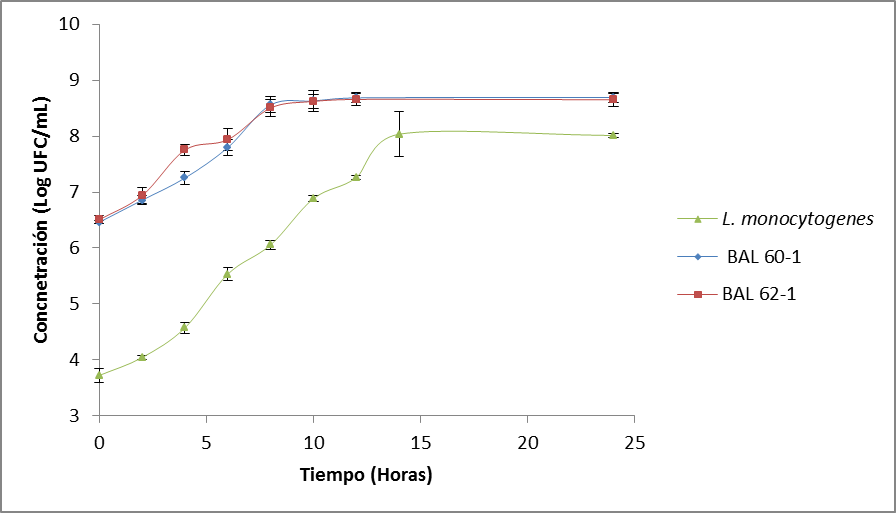 10
9
8
7
6
5
4
3
Concnetración (Log UFC/mL)
0
5
10
15
20
25
Tiempo (Horas)
L. monocytogenes
BAL 60-1
BAL 62-1